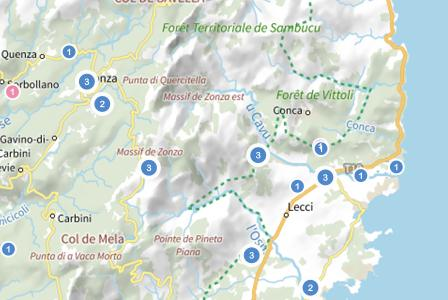 COL DE SAVELLA
Forêt Territoriale de Sambucu
Quenza
1
3
nza
Punta di Quercitella
Sorbollano
1
2
Massif de Zonza est
Forêt de Vittoli
Conca
u Cavu
Conca
Gavino-di-
Carbini
1
Massif de Zonza
3
3
1
3
1
1
Lecci
Carbini
1
Col de Mela
Pointe de Pineta
Piana
l'Osu
3
Punta di a Vaca Morta
2